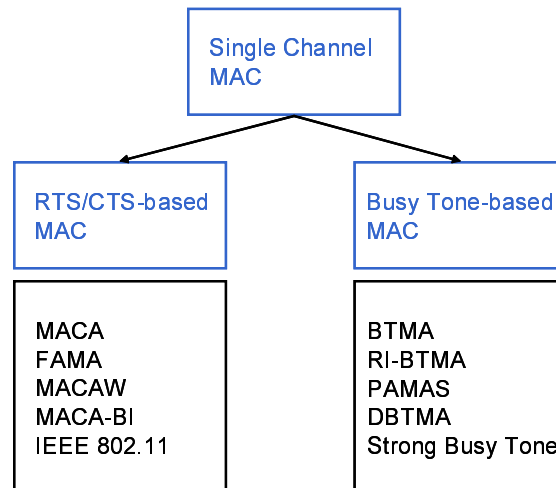 Single Channel
MAC
RTS/CTS-based
MAC
Busy Tone-based
MAC
MACA
FAMA
MACAW
MACA-BI
IEEE 802.11
BTMA
RI-BTMA
PAMAS
DBTMA
Strong Busy Tone